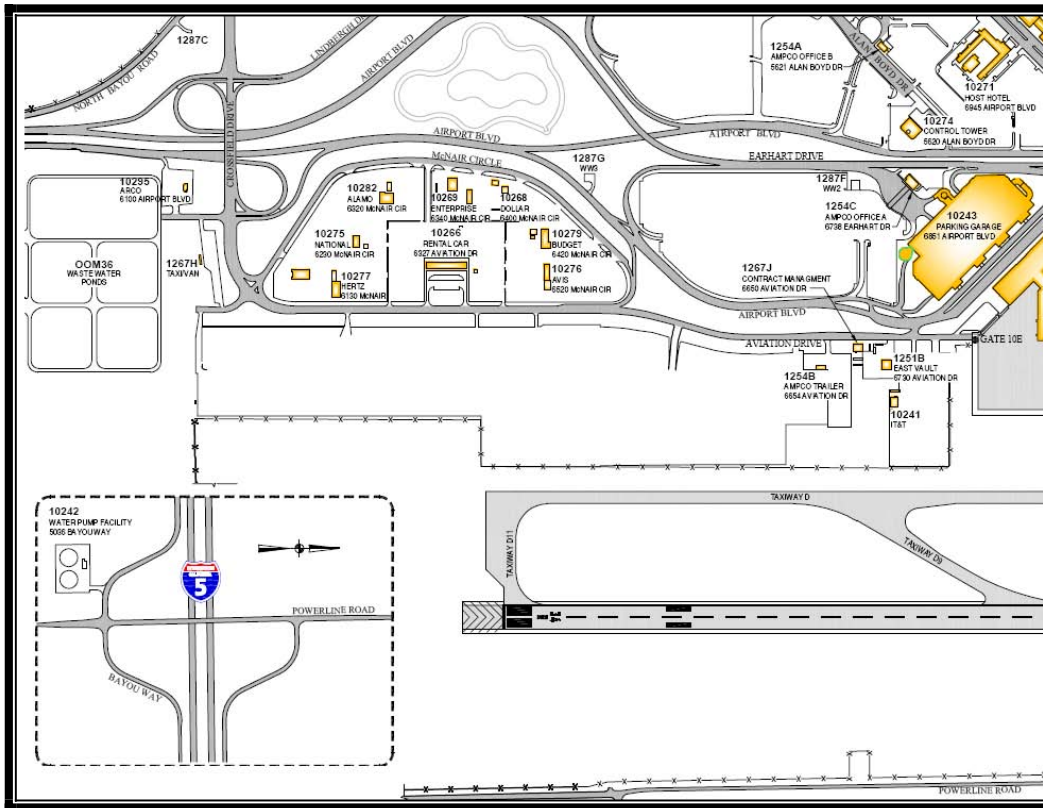 1287C
NORTH BAYOU ROAD
LINDBERGH DR
AIRPORT BLVD
CROSSFIELD DRIVE
1254A
AMPCO OFFICE B
5621 ALAN BOYD DR
ALAN BOYD DR
10271
HOST HOTEL
6945 AIRPORT BLVD
10274
CONTROL TOWER
5620 ALAN BOYD DR
AIRPORT BLVD
AIRPORT BLVD
McNAIR CIRCLE
1287G
WW3
EARHART DRIVE
10295
ARCO
6100 AIRPORT BLVD
10282
ALAMO
6320 McNAIR CIR
10269
ENTERPRISE
6340 McNAIR CIR
10268
DOLLAR
6400 McNAIR CIR
1287F
WW2
1254C
AMPCO OFFICE A
6738 EARHART DR
10243
PARKING GARAGE
6851 AIRPORT BLVD
10275
NATIONAL
6230 McNAIR CIR
10266
RENTAL CAR
6327 AVIATION DR
10279
BUDGET
6420 McNAIR CIR
OOM36
WASTE WATER
PONDS
1267H
TAXI/VAN
10277
HERTZ
6130 McNAIR
10276
AVIS
6520 McNAIR CIR
1267J
CONTRACT MANAGMENT
6650 AVIATION DR
AIRPORT BLVD
AVIATION DRIVE
GATE 10E
1254B
AMPCO TRAILER
6654 AVIATION DR
1251B
EAST VAULT
6730 AVIATION DR
10241
IT&T
10242
WATER PUMP FACILITY
5036 BAYOU WAY
5
POWERLINE ROAD
BAYOU WAY
TAXIWAY D
TAXIWAY D11
TAXIWAY D9
POWERLINE ROAD